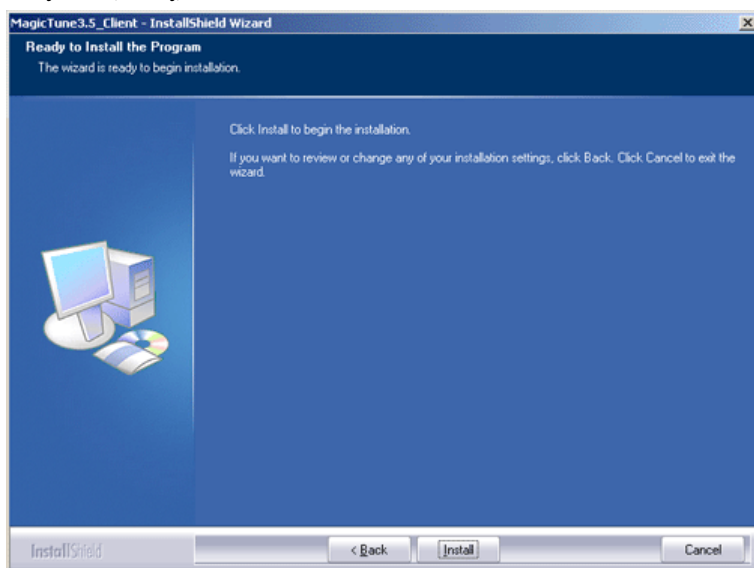 MagicTune3.5_Client - InstallShield Wizard
Ready to Install the Program
The wizard is ready to begin installation.
Click Install to begin the installation.
If you want to review or change any of your installation settings, click Back. Click Cancel to exit the
wizard.
InstallShield
< Back Install Cancel